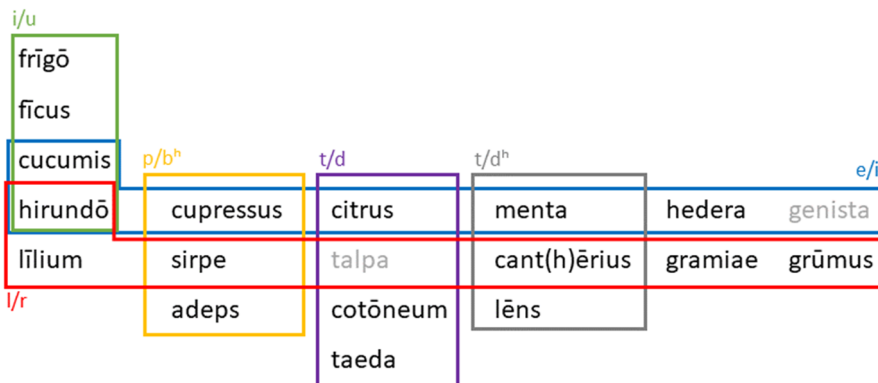 i/u
frīgō
fīcus
cucumis p/bʰ t/d t/dʰ e/i
hirundō cupressus citrus menta hedera genista
līlium sirpe talpa cant(h)ērius gramiae grūmus
l/r adeps cotōneum lēns
taeda